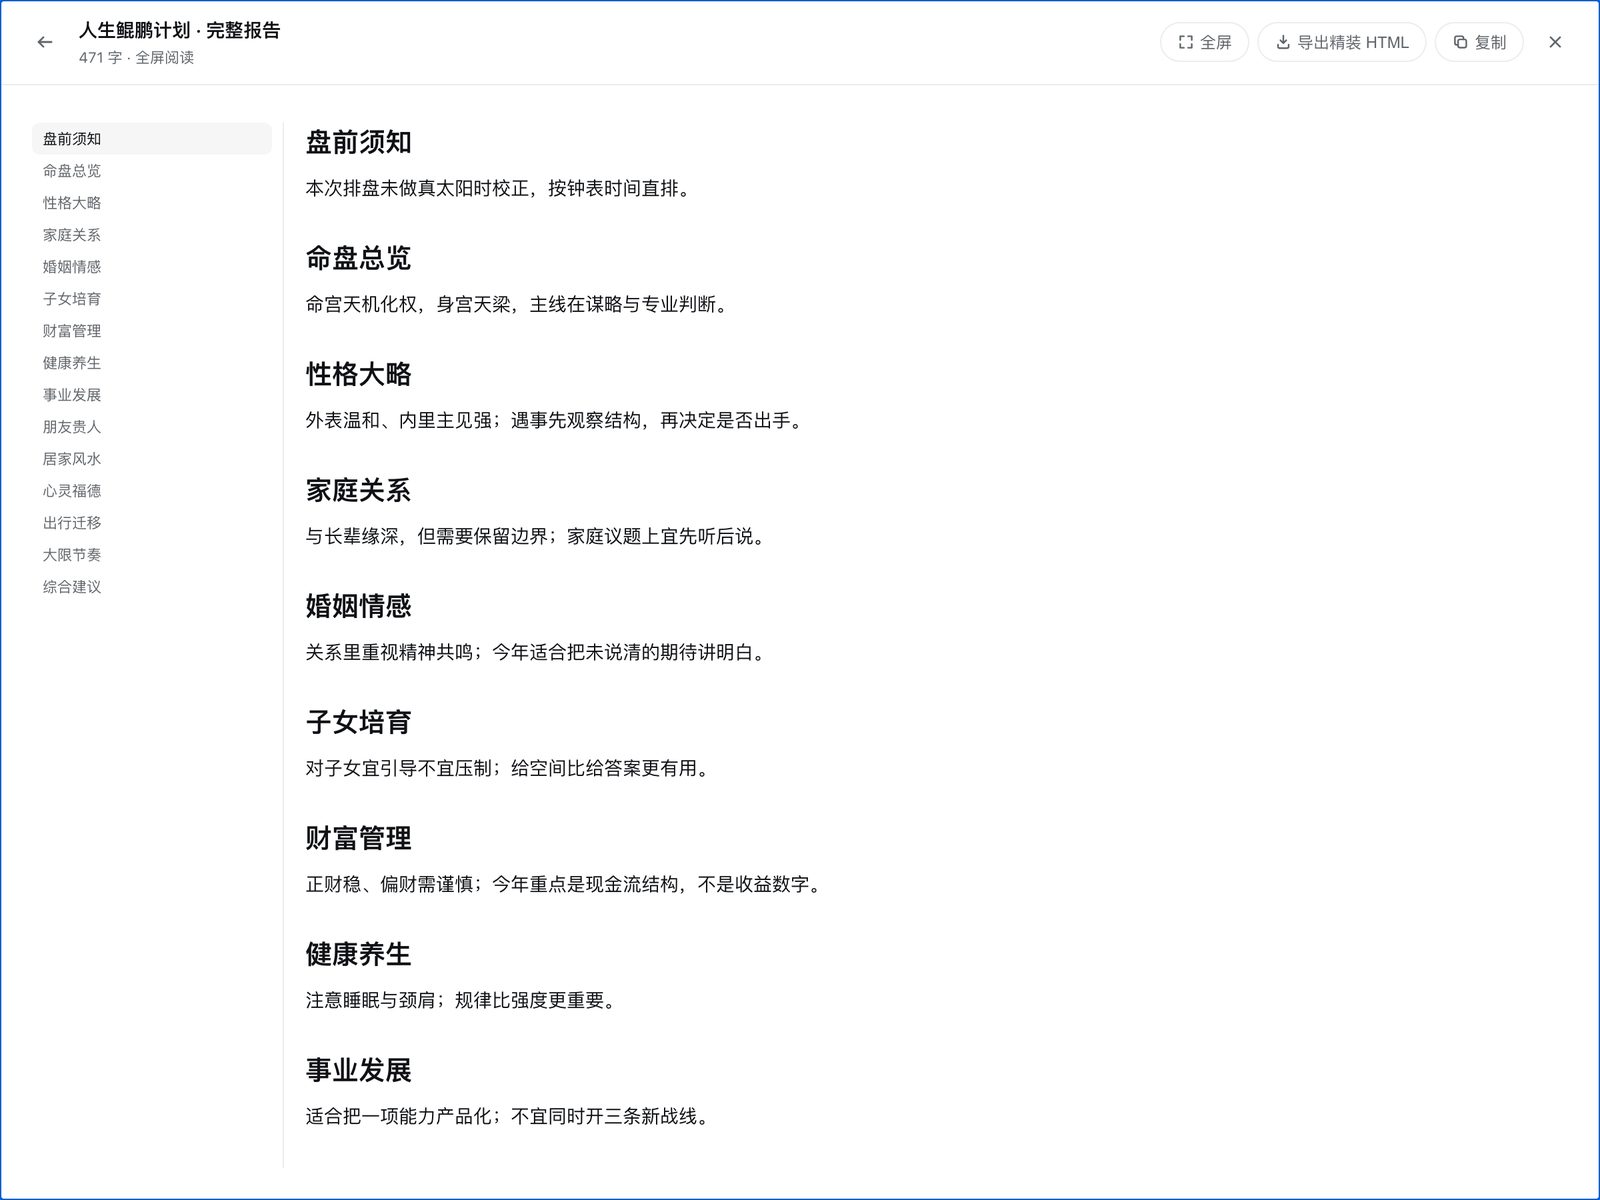 人生鲲鹏计划 · 完整报告
471 字 · 全屏阅读
全屏
导出精装 HTML
复制
盘前须知
命盘总览
性格大略
家庭关系
婚姻情感
子女培育
财富管理
健康养生
事业发展
朋友贵人
居家风水
心灵福德
出行迁移
大限节奏
综合建议
盘前须知
本次排盘未做真太阳时校正，按钟表时间直排。
命盘总览
命宫天机化权，身宫天梁，主线在谋略与专业判断。
性格大略
外表温和、内里主见强；遇事先观察结构，再决定是否出手。
家庭关系
与长辈缘深，但需要保留边界；家庭议题上宜先听后说。
婚姻情感
关系里重视精神共鸣；今年适合把未说清的期待讲明白。
子女培育
对子女宜引导不宜压制；给空间比给答案更有用。
财富管理
正财稳、偏财需谨慎；今年重点是现金流结构，不是收益数字。
健康养生
注意睡眠与颈肩；规律比强度更重要。
事业发展
适合把一项能力产品化；不宜同时开三条新战线。